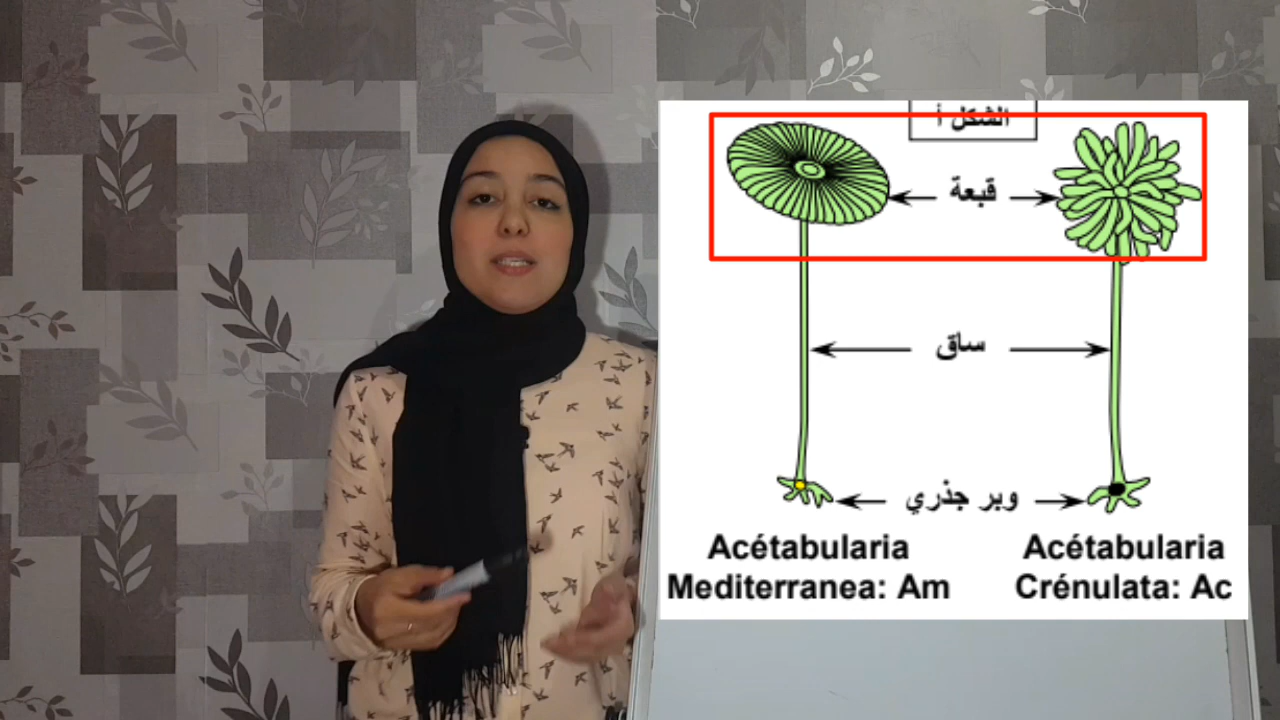 الشكل أ
قبعة
ساق
وبر جذري
Acétabularia
Mediterranea: Am
Acétabularia
Crénulata: Ac